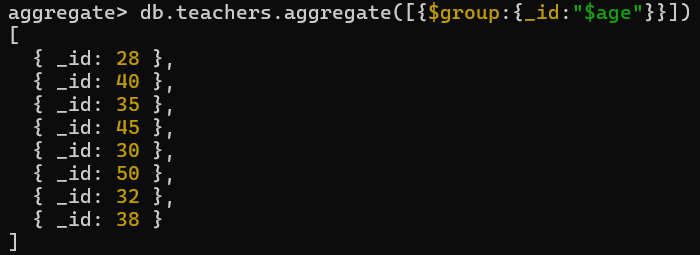 aggregate> db.teachers.aggregate([{$group:{_id:"$age"}}])
[
  { _id: 28 },
  { _id: 40 },
  { _id: 35 },
  { _id: 45 },
  { _id: 30 },
  { _id: 50 },
  { _id: 32 },
  { _id: 38 }
]